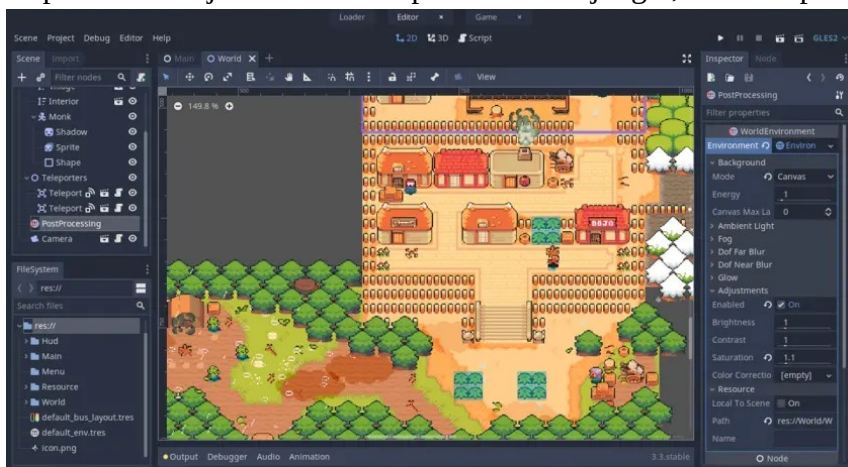 Loader Editor × Game ×
Scene Project Debug Editor Help
2D 3D Script
GLES2
Scene Import
Main World × +
Inspector Node
Filter nodes
View
149.8 %
500
750
1000
Interior
Monk
Shadow
Sprite
Shape
Teleporters
Teleport
Teleport
PostProcessing
Camera
DOJO
FileSystem
res://
Search files
res://
Hud
Main
Menu
Resource
World
default_bus_layout.tres
default_env.tres
icon.png
PostProcessing
Filter properties
WorldEnvironment
Environment Environ
Background
Mode Canvas
Energy 1
Canvas Max La 0
Ambient Light
Fog
Dof Far Blur
Dof Near Blur
Glow
Adjustments
Enabled On
Brightness 1
Contrast 1
Saturation 1.1
Color Correctio [empty]
Resource
Local To Scene On
Path res://World/W
Name
Node
Output Debugger Audio Animation
3.3.stable